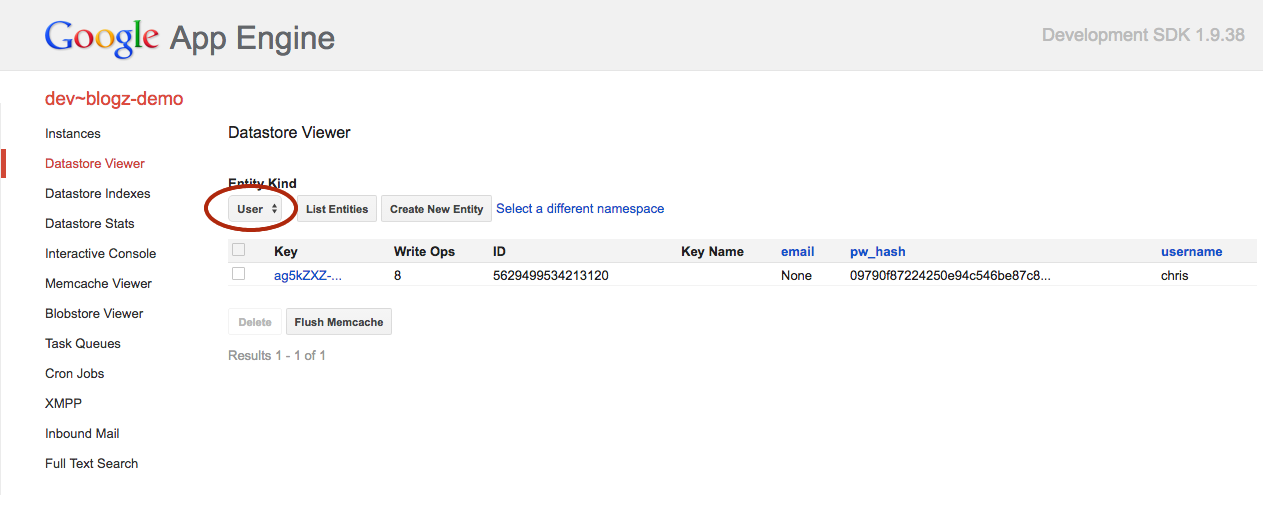 Google App Engine
Development SDK 1.9.38
dev~blogz-demo
Instances
Datastore Viewer
Datastore Indexes
Datastore Stats
Interactive Console
Memcache Viewer
Blobstore Viewer
Task Queues
Cron Jobs
XMPP
Inbound Mail
Full Text Search
Datastore Viewer
Entity Kind
User List Entities Create New Entity Select a different namespace
Key Write Ops ID Key Name email pw_hash username
ag5kZXZ-... 8 5629499534213120 None 09790f87224250e94c546be87c8... chris
Delete Flush Memcache
Results 1 - 1 of 1